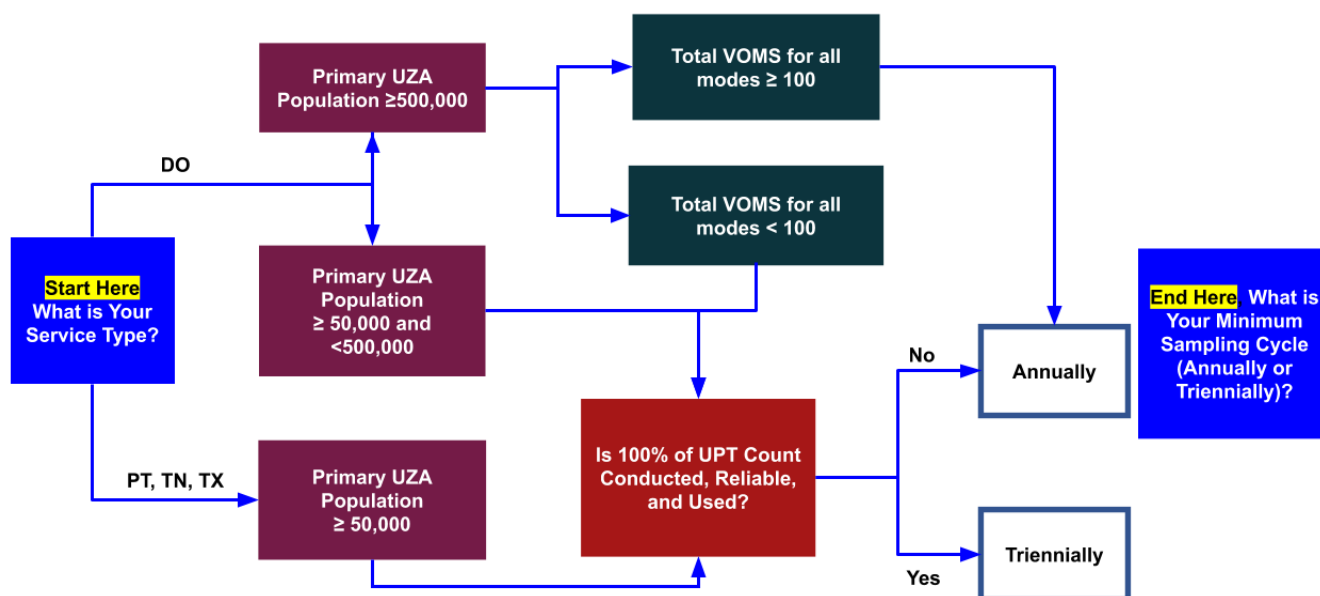 Primary UZA
Population ≥500,000
Total VOMS for all
modes ≥ 100
DO
Total VOMS for all
modes < 100
Start Here
What is Your
Service Type?
Primary UZA
Population
≥ 50,000 and
<500,000
End Here, What is
Your Minimum
Sampling Cycle
(Annually or
Triennially)?
No
Annually
PT, TN, TX
Primary UZA
Population
≥ 50,000
Is 100% of UPT Count
Conducted, Reliable,
and Used?
Yes
Triennially